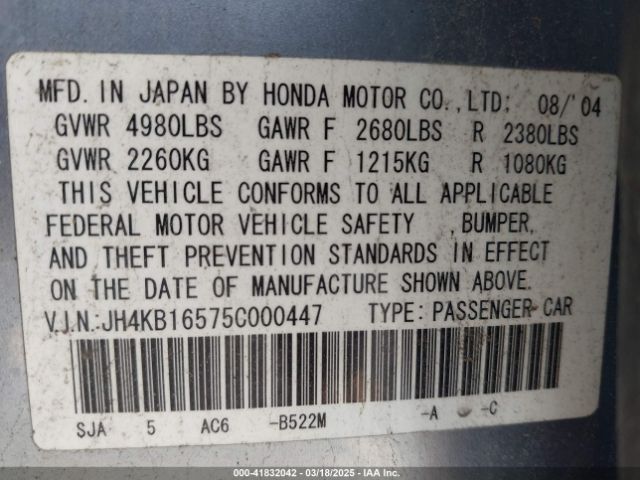 MFD. IN JAPAN BY HONDA MOTOR CO.,LTD: 08/'04
GVWR 4980LBS GAWR F 2680LBS R 2380LBS
GVWR 2260KG GAWR F 1215KG R 1080KG
THIS VEHICLE CONFORMS TO ALL APPLICABLE
FEDERAL MOTOR VEHICLE SAFETY ,BUMPER,
AND THEFT PREVENTION STANDARDS IN EFFECT
ON THE DATE OF MANUFACTURE SHOWN ABOVE.
V.I.N.:JH4KB16575C000447 TYPE: PASSENGER CAR
SJA 5 AC6 -B522M -A -C
000-41832042 - 03/18/2025 - IAA Inc.